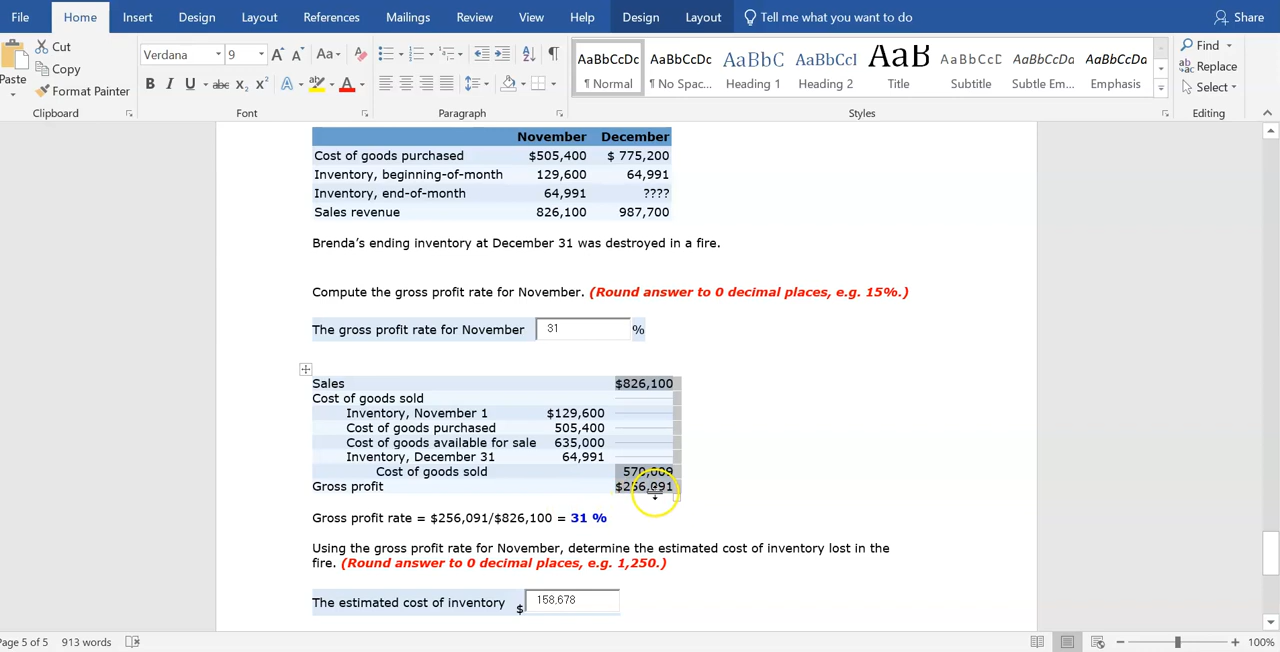 File Home Insert Design Layout References Mailings Review View Help Design Layout Tell me what you want to do Share
Cut Verdana 9 Aa AaBbCcDc AaBbCcDc AaBbC AaBbCcl AaB AaBbCcD AaBbCcDa AaBbCcDa Find
Copy Replace
Paste Format Painter B I U abc X2 X2 A A ¶ Normal ¶ No Spac... Heading 1 Heading 2 Title Subtitle Subtle Em... Emphasis Select
Clipboard Font Paragraph Styles Editing
November December
Cost of goods purchased $505,400 $ 775,200
Inventory, beginning-of-month 129,600 64,991
Inventory, end-of-month 64,991 ????
Sales revenue 826,100 987,700
Brenda’s ending inventory at December 31 was destroyed in a fire.
Compute the gross profit rate for November. (Round answer to 0 decimal places, e.g. 15%.)
The gross profit rate for November 31 %
Sales $826,100
Cost of goods sold
Inventory, November 1 $129,600
Cost of goods purchased 505,400
Cost of goods available for sale 635,000
Inventory, December 31 64,991
Cost of goods sold 570,009
Gross profit $256,091
Gross profit rate = $256,091/$826,100 = 31 %
Using the gross profit rate for November, determine the estimated cost of inventory lost in the
fire. (Round answer to 0 decimal places, e.g. 1,250.)
The estimated cost of inventory $ 158,678
Page 5 of 5 913 words 100%